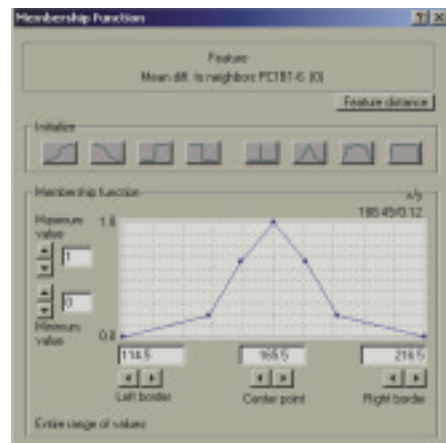 Membership Function
Feature
Mean diff. to neighbors PC1BT-6 (0)
Feature distance
Initialize
Membership function
x/y
188.45/0.12
Maximum value
1.0
1
0
Minimum value
0.0
114.5 165.5 216.5
Left border Center point Right border
Entire range of values